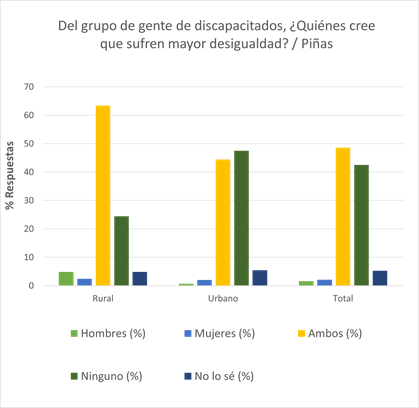 Del grupo de gente de discapacitados, ¿Quiénes cree
que sufren mayor desigualdad? / Piñas
% Respuestas
70
60
50
40
30
20
10
0
Rural Urbano Total
Hombres (%) Mujeres (%) Ambos (%)
Ninguno (%) No lo sé (%)